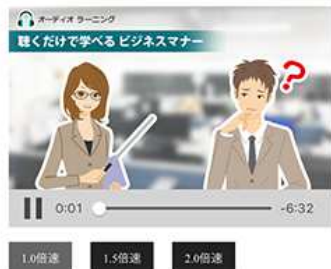 オーディオ ラーニング
聴くだけで学べる ビジネスマナー
?
0:01
-6:32
1.0倍速 1.5倍速 2.0倍速